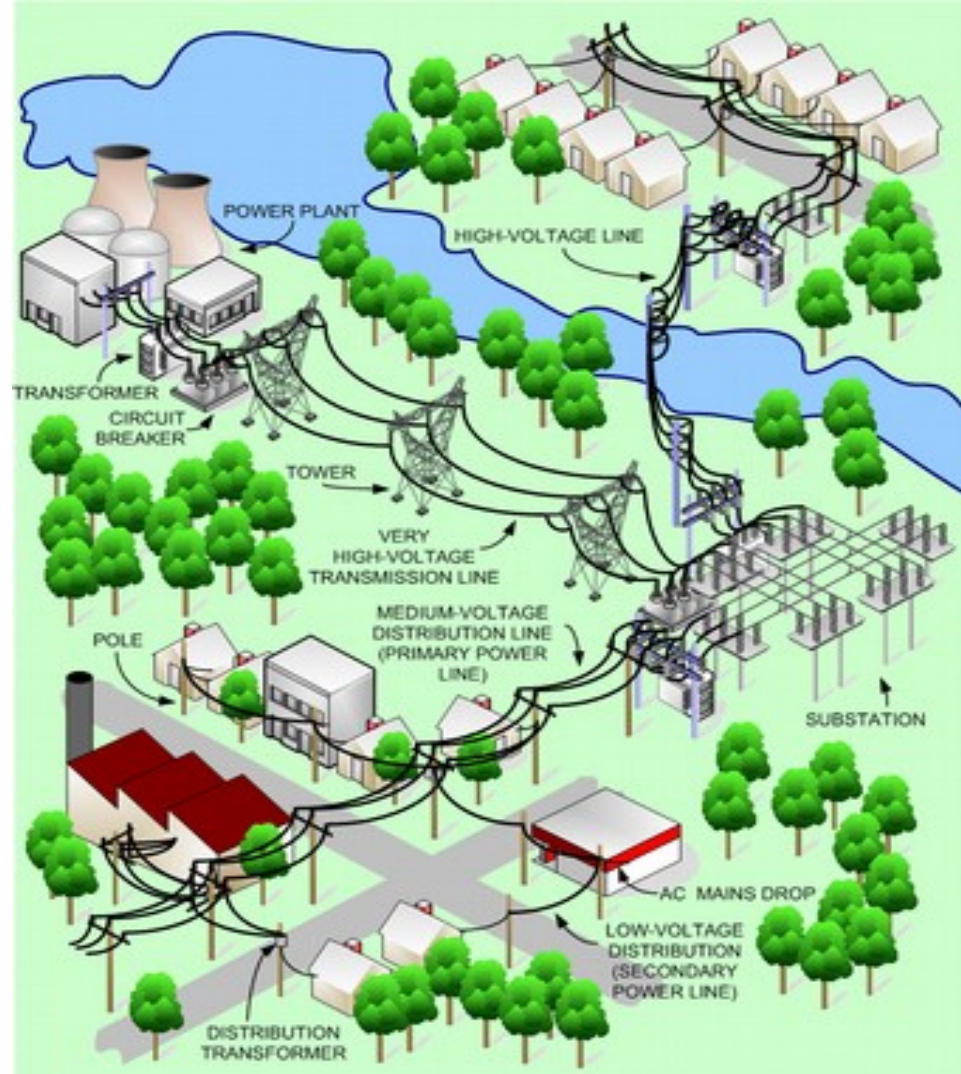 POWER PLANT
HIGH-VOLTAGE LINE
TRANSFORMER
CIRCUIT
BREAKER
TOWER
VERY
HIGH-VOLTAGE
TRANSMISSION LINE
MEDIUM-VOLTAGE
DISTRIBUTION LINE
(PRIMARY POWER
LINE)
POLE
SUBSTATION
AC MAINS DROP
LOW-VOLTAGE
DISTRIBUTION
(SECONDARY
POWER LINE)
DISTRIBUTION
TRANSFORMER